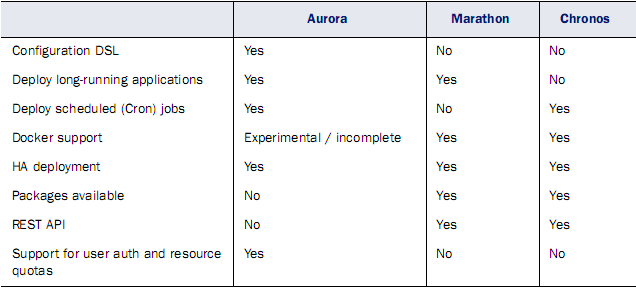 Aurora Marathon Chronos
Configuration DSL Yes No No
Deploy long-running applications Yes Yes No
Deploy scheduled (Cron) jobs Yes No Yes
Docker support Experimental / incomplete Yes Yes
HA deployment Yes Yes Yes
Packages available No Yes Yes
REST API No Yes Yes
Support for user auth and resource Yes No No
quotas